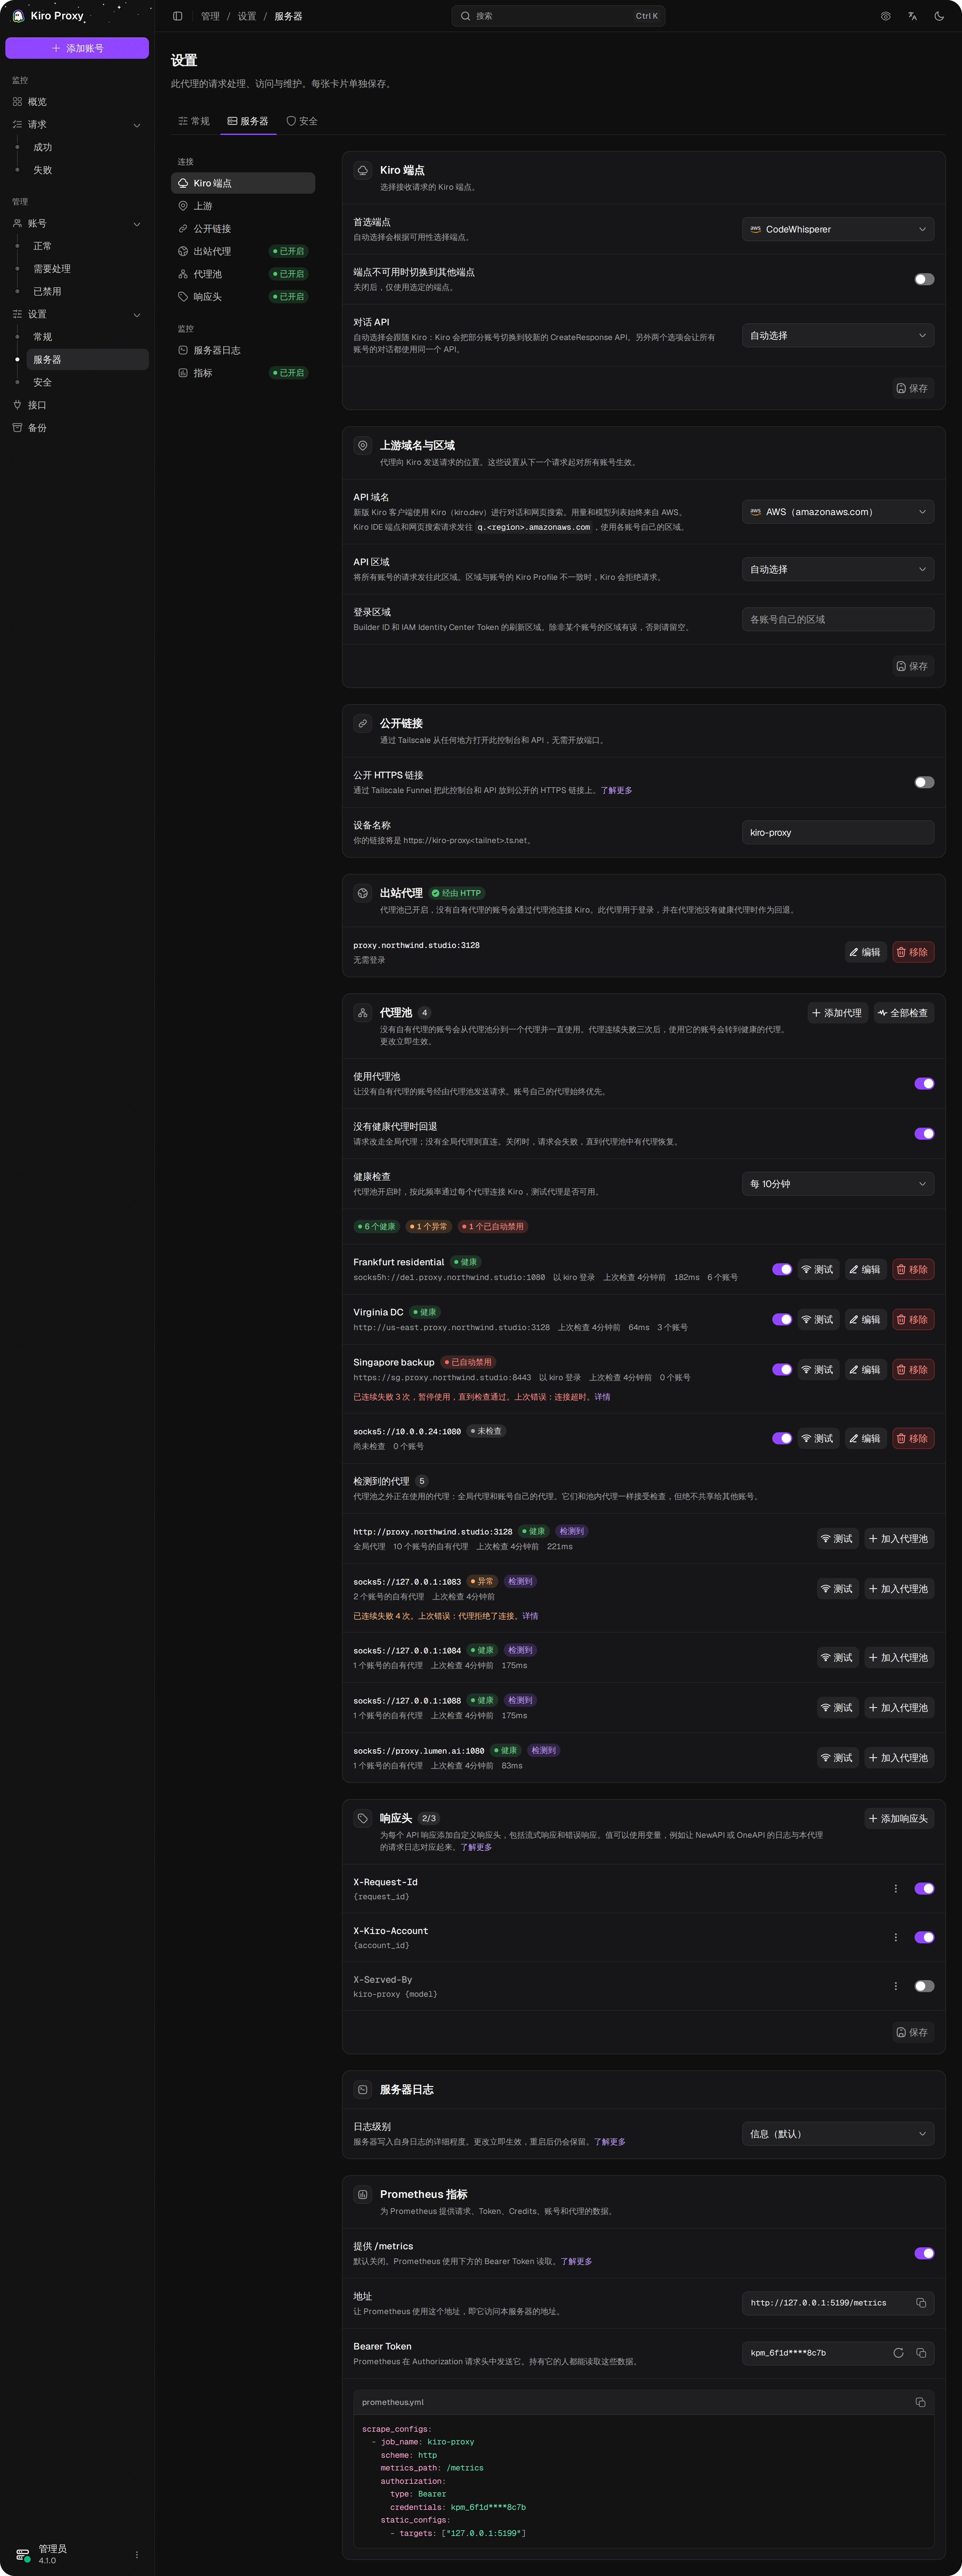 Kiro Proxy
管理 / 设置 / 服务器
搜索 Ctrl K
添加账号
监控
概览
请求
成功
失败
管理
账号
正常
需要处理
已禁用
设置
常规
服务器
安全
接口
备份
管理员
4.1.0
设置
此代理的请求处理、访问与维护。每张卡片单独保存。
常规 服务器 安全
连接
Kiro 端点
上游
公开链接
出站代理 已开启
代理池 已开启
响应头 已开启
监控
服务器日志
指标 已开启
Kiro 端点
选择接收请求的 Kiro 端点。
首选端点
自动选择会根据可用性选择端点。
CodeWhisperer
端点不可用时切换到其他端点
关闭后，仅使用选定的端点。
对话 API
自动选择会跟随 Kiro：Kiro 会把部分账号切换到较新的 CreateResponse API。另外两个选项会让所有
账号的对话都使用同一个 API。
自动选择
保存
上游域名与区域
代理向 Kiro 发送请求的位置。这些设置从下一个请求起对所有账号生效。
API 域名
新版 Kiro 客户端使用 Kiro（kiro.dev）进行对话和网页搜索。用量和模型列表始终来自 AWS。
Kiro IDE 端点和网页搜索请求发往 q.<region>.amazonaws.com，使用各账号自己的区域。
AWS（amazonaws.com）
API 区域
将所有账号的请求发往此区域。区域与账号的 Kiro Profile 不一致时，Kiro 会拒绝请求。
自动选择
登录区域
Builder ID 和 IAM Identity Center Token 的刷新区域。除非某个账号的区域有误，否则请留空。
各账号自己的区域
保存
公开链接
通过 Tailscale 从任何地方打开此控制台和 API，无需开放端口。
公开 HTTPS 链接
通过 Tailscale Funnel 把此控制台和 API 放到公开的 HTTPS 链接上。了解更多
设备名称
你的链接将是 https://kiro-proxy.<tailnet>.ts.net。
kiro-proxy
出站代理 经由 HTTP
代理池已开启，没有自有代理的账号会通过代理池连接 Kiro。此代理用于登录，并在代理池没有健康代理时作为回退。
proxy.northwind.studio:3128
无需登录
编辑 移除
代理池 4
没有自有代理的账号会从代理池分到一个代理并一直使用。代理连续失败三次后，使用它的账号会转到健康的代理。
更改立即生效。
添加代理 全部检查
使用代理池
让没有自有代理的账号经由代理池发送请求。账号自己的代理始终优先。
没有健康代理时回退
请求改走全局代理；没有全局代理则直连。关闭时，请求会失败，直到代理池中有代理恢复。
健康检查
代理池开启时，按此频率通过每个代理连接 Kiro，测试代理是否可用。
每 10分钟
6 个健康 1 个异常 1 个已自动禁用
Frankfurt residential 健康
socks5h://de1.proxy.northwind.studio:1080 以 kiro 登录 上次检查 4分钟前 182ms 6 个账号
测试 编辑 移除
Virginia DC 健康
http://us-east.proxy.northwind.studio:3128 上次检查 4分钟前 64ms 3 个账号
测试 编辑 移除
Singapore backup 已自动禁用
https://sg.proxy.northwind.studio:8443 以 kiro 登录 上次检查 4分钟前 0 个账号
已连续失败 3 次，暂停使用，直到检查通过。上次错误：连接超时。详情
测试 编辑 移除
socks5://10.0.0.24:1080 未检查
尚未检查 0 个账号
测试 编辑 移除
检测到的代理 5
代理池之外正在使用的代理：全局代理和账号自己的代理。它们和池内代理一样接受检查，但绝不共享给其他账号。
http://proxy.northwind.studio:3128 健康 检测到
全局代理 10 个账号的自有代理 上次检查 4分钟前 221ms
测试 加入代理池
socks5://127.0.0.1:1083 异常 检测到
2 个账号的自有代理 上次检查 4分钟前
已连续失败 4 次。上次错误：代理拒绝了连接。详情
测试 加入代理池
socks5://127.0.0.1:1084 健康 检测到
1 个账号的自有代理 上次检查 4分钟前 175ms
测试 加入代理池
socks5://127.0.0.1:1088 健康 检测到
1 个账号的自有代理 上次检查 4分钟前 175ms
测试 加入代理池
socks5://proxy.lumen.ai:1080 健康 检测到
1 个账号的自有代理 上次检查 4分钟前 83ms
测试 加入代理池
响应头 2/3
为每个 API 响应添加自定义响应头，包括流式响应和错误响应。值可以使用变量，例如让 NewAPI 或 OneAPI 的日志与本代理
的请求日志对应起来。了解更多
添加响应头
X-Request-Id
{request_id}
X-Kiro-Account
{account_id}
X-Served-By
kiro-proxy {model}
保存
服务器日志
日志级别
服务器写入自身日志的详细程度。更改立即生效，重启后仍会保留。了解更多
信息（默认）
Prometheus 指标
为 Prometheus 提供请求、Token、Credits、账号和代理的数据。
提供 /metrics
默认关闭。Prometheus 使用下方的 Bearer Token 读取。了解更多
地址
让 Prometheus 使用这个地址，即它访问本服务器的地址。
http://127.0.0.1:5199/metrics
Bearer Token
Prometheus 在 Authorization 请求头中发送它。持有它的人都能读取这些数据。
kpm_6f1d****8c7b
prometheus.yml
scrape_configs:
- job_name: kiro-proxy
scheme: http
metrics_path: /metrics
authorization:
type: Bearer
credentials: kpm_6f1d****8c7b
static_configs:
- targets: ["127.0.0.1:5199"]